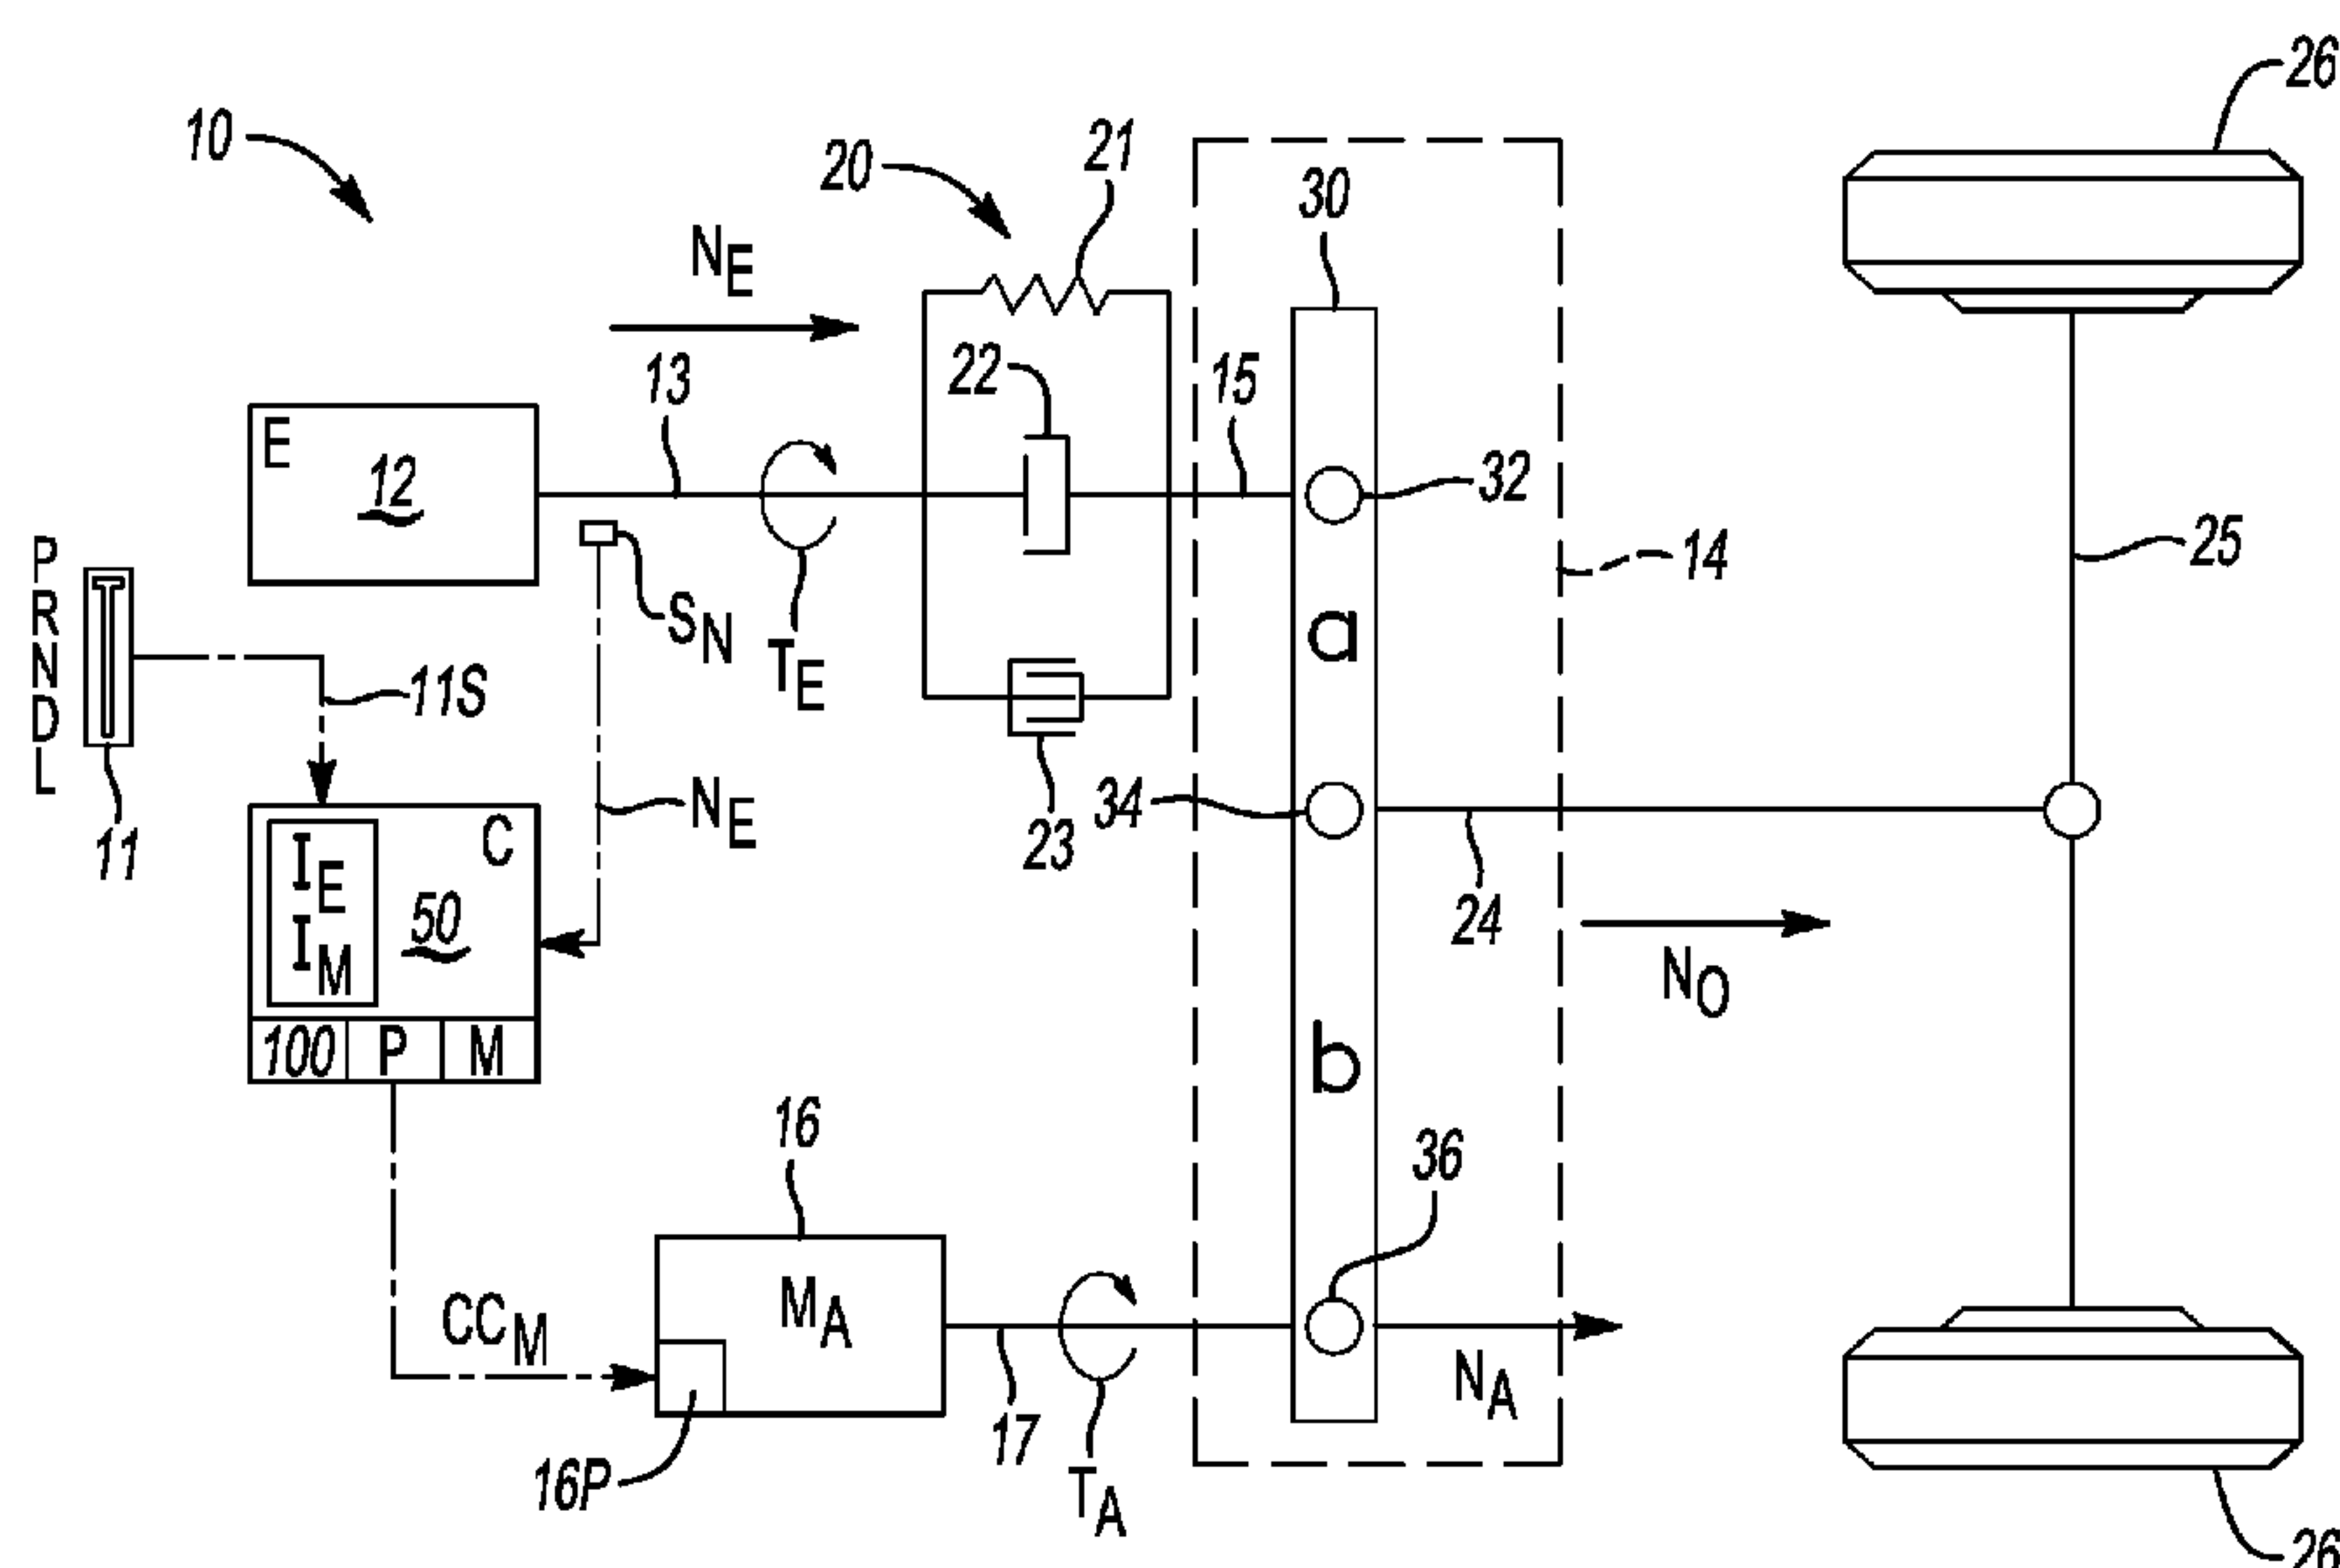 26
10
20
21
30
N_E
22
13
15
E
12
32
14
25
P
R
N
D
L
S_N
T_E
a
11S
N_E
34
23
11
C
I_E
I_M
50
24
N_O
100 P M
b
16
36
M_A
CC_M
N_A
17
16P
T_A
26